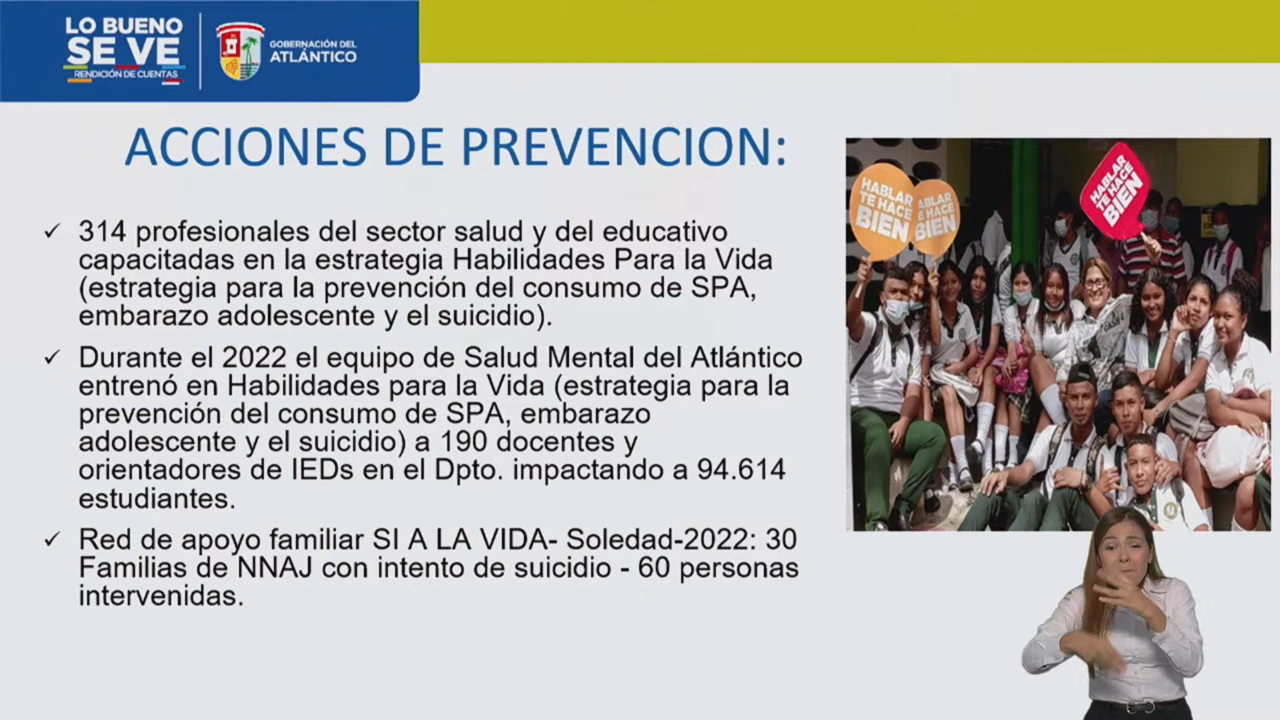 LO BUENO
SE VE
RENDICIÓN DE CUENTAS
GOBERNACIÓN DEL
ATLÁNTICO
ACCIONES DE PREVENCION:
✓ 314 profesionales del sector salud y del educativo
capacitadas en la estrategia Habilidades Para la Vida
(estrategia para la prevención del consumo de SPA,
embarazo adolescente y el suicidio).
✓ Durante el 2022 el equipo de Salud Mental del Atlántico
entrenó en Habilidades para la Vida (estrategia para la
prevención del consumo de SPA, embarazo
adolescente y el suicidio) a 190 docentes y
orientadores de IEDs en el Dpto. impactando a 94.614
estudiantes.
✓ Red de apoyo familiar SI A LA VIDA- Soledad-2022: 30
Familias de NNAJ con intento de suicidio - 60 personas
intervenidas.
HABLAR
TE HACE
BIEN
ABLAR
E HACE
BIEN
HABLAR
TE HACE
BIEN